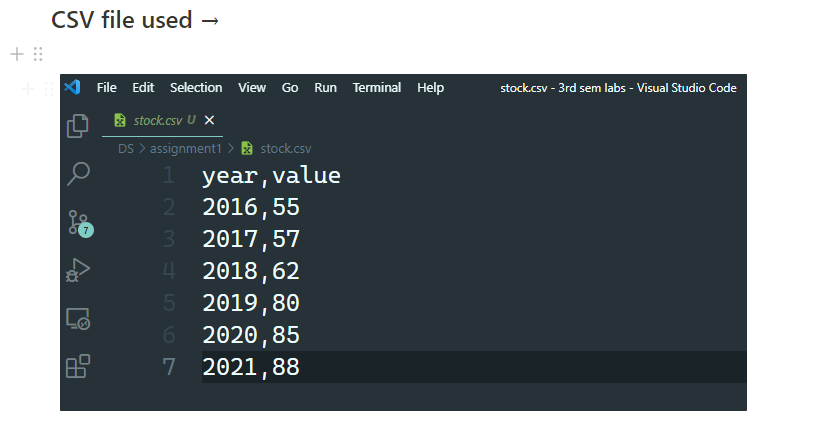 CSV file used →
File Edit Selection View Go Run Terminal Help stock.csv - 3rd sem labs - Visual Studio Code
stock.csv U
DS > assignment1 > stock.csv
1 year,value
2 2016,55
3 2017,57
4 2018,62
5 2019,80
6 2020,85
7 2021,88
7